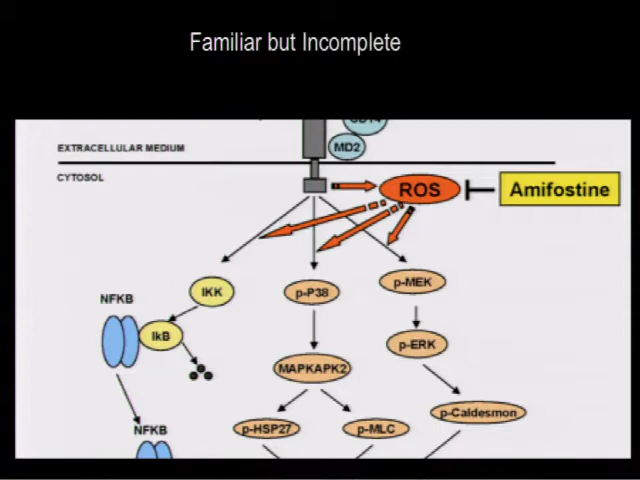 Familiar but Incomplete
CD14
MD2
EXTRACELLULAR MEDIUM
CYTOSOL
ROS
Amifostine
IKK
p-P38
p-MEK
NFKB
IkB
p-ERK
MAPKAPK2
p-Caldesmon
NFKB
p-HSP27
p-MLC